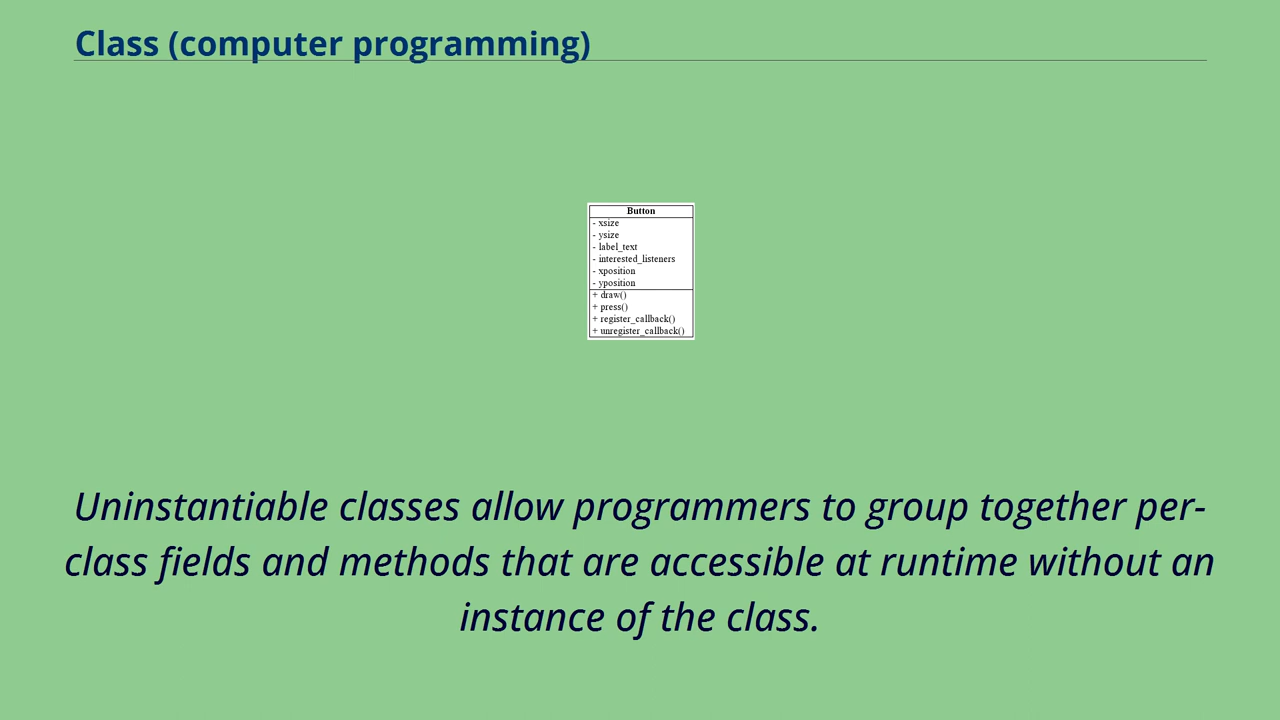 Class (computer programming)
Button
- xsize
- ysize
- label_text
- interested_listeners
- xposition
- yposition
+ draw()
+ press()
+ register_callback()
+ unregister_callback()
Uninstantiable classes allow programmers to group together per-
class fields and methods that are accessible at runtime without an
instance of the class.